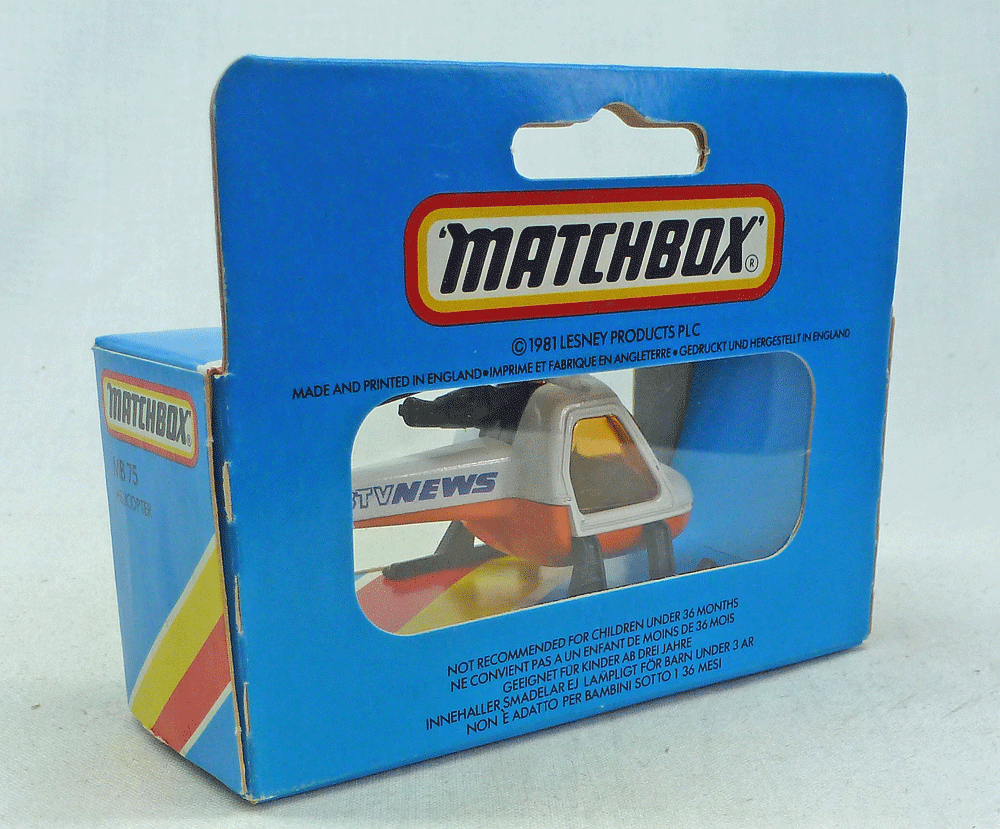 'MATCHBOX'®
©1981 LESNEY PRODUCTS PLC
MADE AND PRINTED IN ENGLAND•IMPRIME ET FABRIQUE EN ANGLETERRE•GEDRUCKT UND HERGESTELLT IN ENGLAND
TV NEWS
NOT RECOMMENDED FOR CHILDREN UNDER 36 MONTHS
NE CONVIENT PAS A UN ENFANT DE MOINS DE 36 MOIS
GEEIGNET FÜR KINDER AB DREI JAHRE
INNEHALLER SMADELAR EJ LAMPLIGT FÖR BARN UNDER 3 AR
NON È ADATTO PER BAMBINI SOTTO 1 36 MESI
MATCHBOX®
MB 75
HELICOPTER